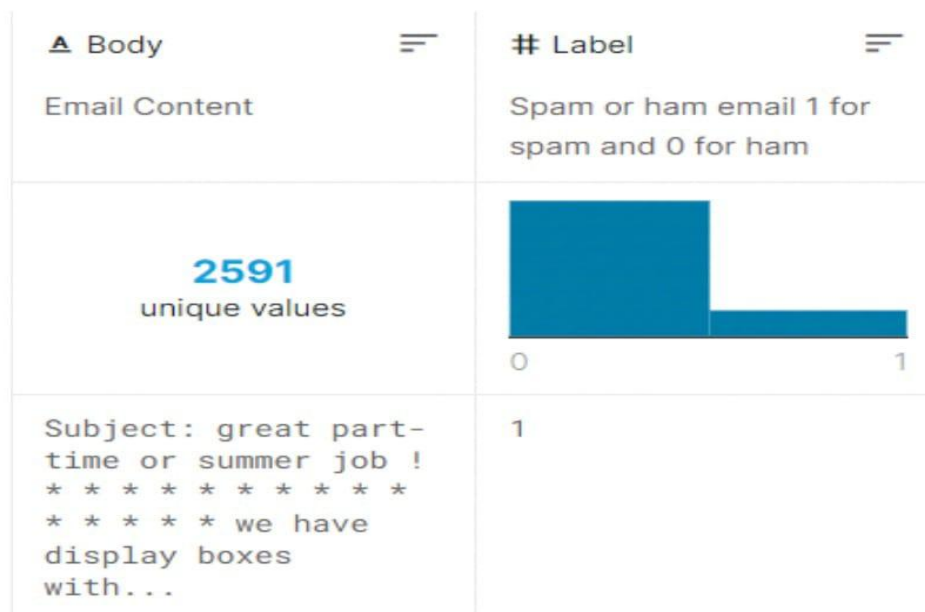 A Body
# Label
Email Content
Spam or ham email 1 for
spam and 0 for ham
2591
unique values
0
1
Subject: great part-
time or summer job !
* * * * * * * * * *
* * * * * we have
display boxes
with...
1